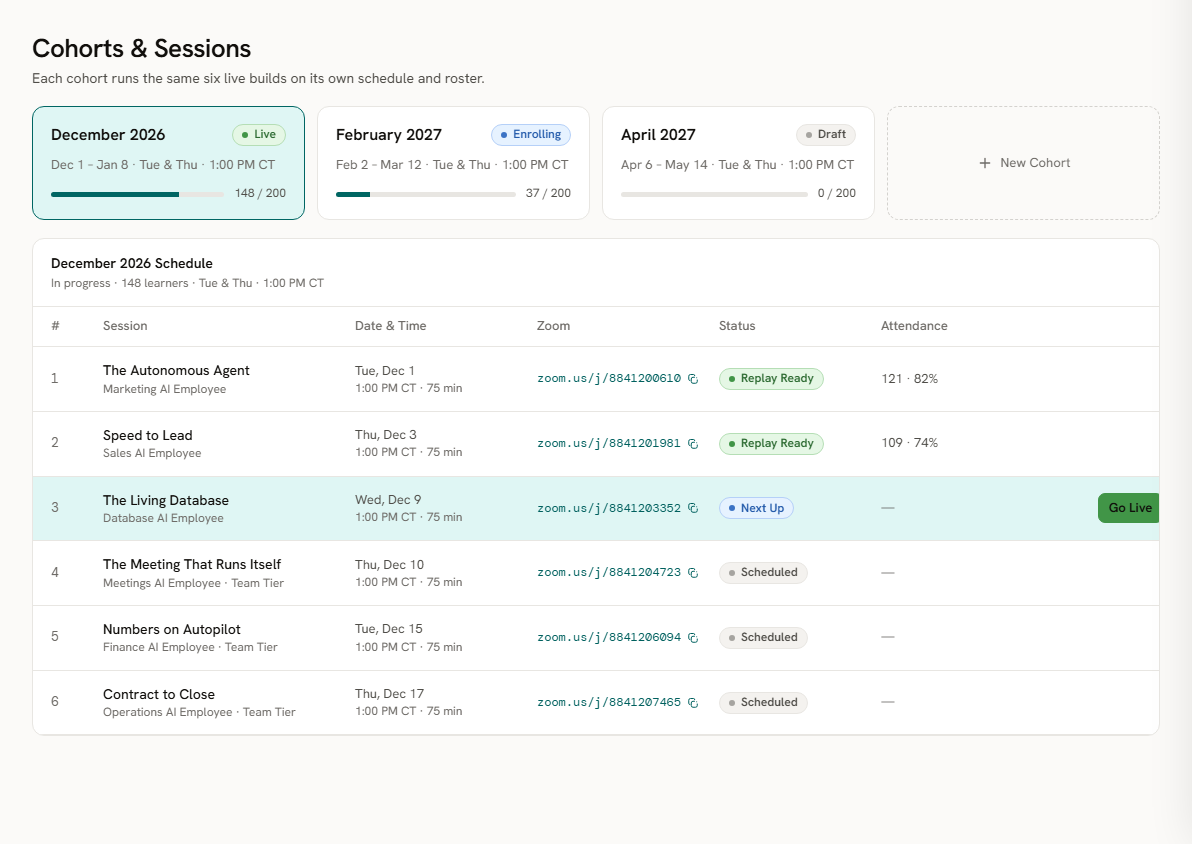 Cohorts & Sessions
Each cohort runs the same six live builds on its own schedule and roster.
December 2026 Live
Dec 1 – Jan 8 · Tue & Thu · 1:00 PM CT
148 / 200
February 2027 Enrolling
Feb 2 – Mar 12 · Tue & Thu · 1:00 PM CT
37 / 200
April 2027 Draft
Apr 6 – May 14 · Tue & Thu · 1:00 PM CT
0 / 200
+ New Cohort
December 2026 Schedule
In progress · 148 learners · Tue & Thu · 1:00 PM CT
# Session Date & Time Zoom Status Attendance
1 The Autonomous Agent Tue, Dec 1 zoom.us/j/8841200610 Replay Ready 121 · 82%
Marketing AI Employee 1:00 PM CT · 75 min
2 Speed to Lead Thu, Dec 3 zoom.us/j/8841201981 Replay Ready 109 · 74%
Sales AI Employee 1:00 PM CT · 75 min
3 The Living Database Wed, Dec 9 zoom.us/j/8841203352 Next Up — Go Live
Database AI Employee 1:00 PM CT · 75 min
4 The Meeting That Runs Itself Thu, Dec 10 zoom.us/j/8841204723 Scheduled —
Meetings AI Employee · Team Tier 1:00 PM CT · 75 min
5 Numbers on Autopilot Tue, Dec 15 zoom.us/j/8841206094 Scheduled —
Finance AI Employee · Team Tier 1:00 PM CT · 75 min
6 Contract to Close Thu, Dec 17 zoom.us/j/8841207465 Scheduled —
Operations AI Employee · Team Tier 1:00 PM CT · 75 min